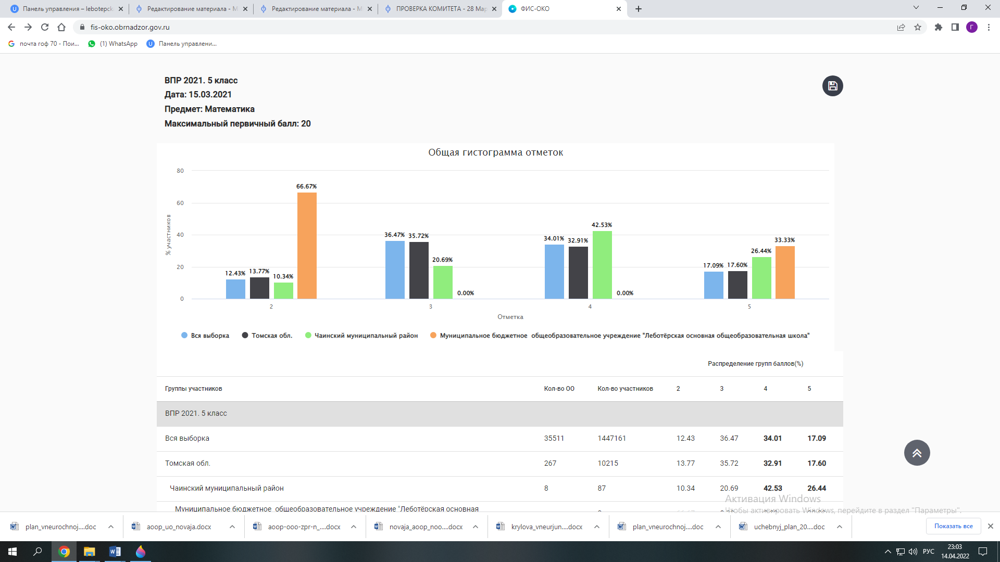 Панель управления – lebotepck
Редактирование материала - М
Редактирование материала - М
ПРОВЕРКА КОМИТЕТА - 28 Мар
ФИС-ОКО
fis-oko.obrnadzor.gov.ru
Г
почта гоф 70 - Пои...
(1) WhatsApp
Панель управлени...
ВПР 2021. 5 класс
Дата: 15.03.2021
Предмет: Математика
Максимальный первичный балл: 20
Общая гистограмма отметок
% участников
80
60
40
20
0
12.43% 13.77% 10.34% 66.67%
36.47% 35.72% 20.69% 0.00%
34.01% 32.91% 42.53% 0.00%
17.09% 17.60% 26.44% 33.33%
2 3 4 5
Отметка
Вся выборка Томская обл. Чаинский муниципальный район Муниципальное бюджетное общеобразовательное учреждение "Леботёрская основная общеобразовательная школа"
Распределение групп баллов(%)
Группы участников Кол-во ОО Кол-во участников 2 3 4 5
ВПР 2021. 5 класс
Вся выборка 35511 1447161 12.43 36.47 34.01 17.09
Томская обл. 267 10215 13.77 35.72 32.91 17.60
Чаинский муниципальный район 8 87 10.34 20.69 42.53 26.44
Муниципальное бюджетное общеобразовательное учреждение "Леботёрская основная
Активация Windows
Чтобы активировать Windows, перейдите в раздел "Параметры".
plan_vneurochnoj....doc
aoop_uo_novaja.docx
aoop-ooo-zpr-n_....docx
novaja_aoop_noo....docx
krylova_vneurjun....docx
plan_vneurochnoj....doc
uchebnyj_plan_20....doc
Показать все
РУС
23:03
14.04.2022